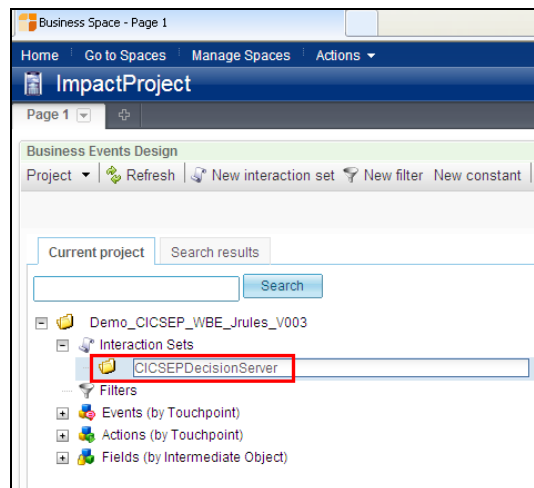 Business Space - Page 1
Home Go to Spaces Manage Spaces Actions
ImpactProject
Page 1
Business Events Design
Project Refresh New interaction set New filter New constant
Current project Search results
Search
Demo_CICSEP_WBE_Jrules_V003
Interaction Sets
CICSEPDecisionServer
Filters
Events (by Touchpoint)
Actions (by Touchpoint)
Fields (by Intermediate Object)